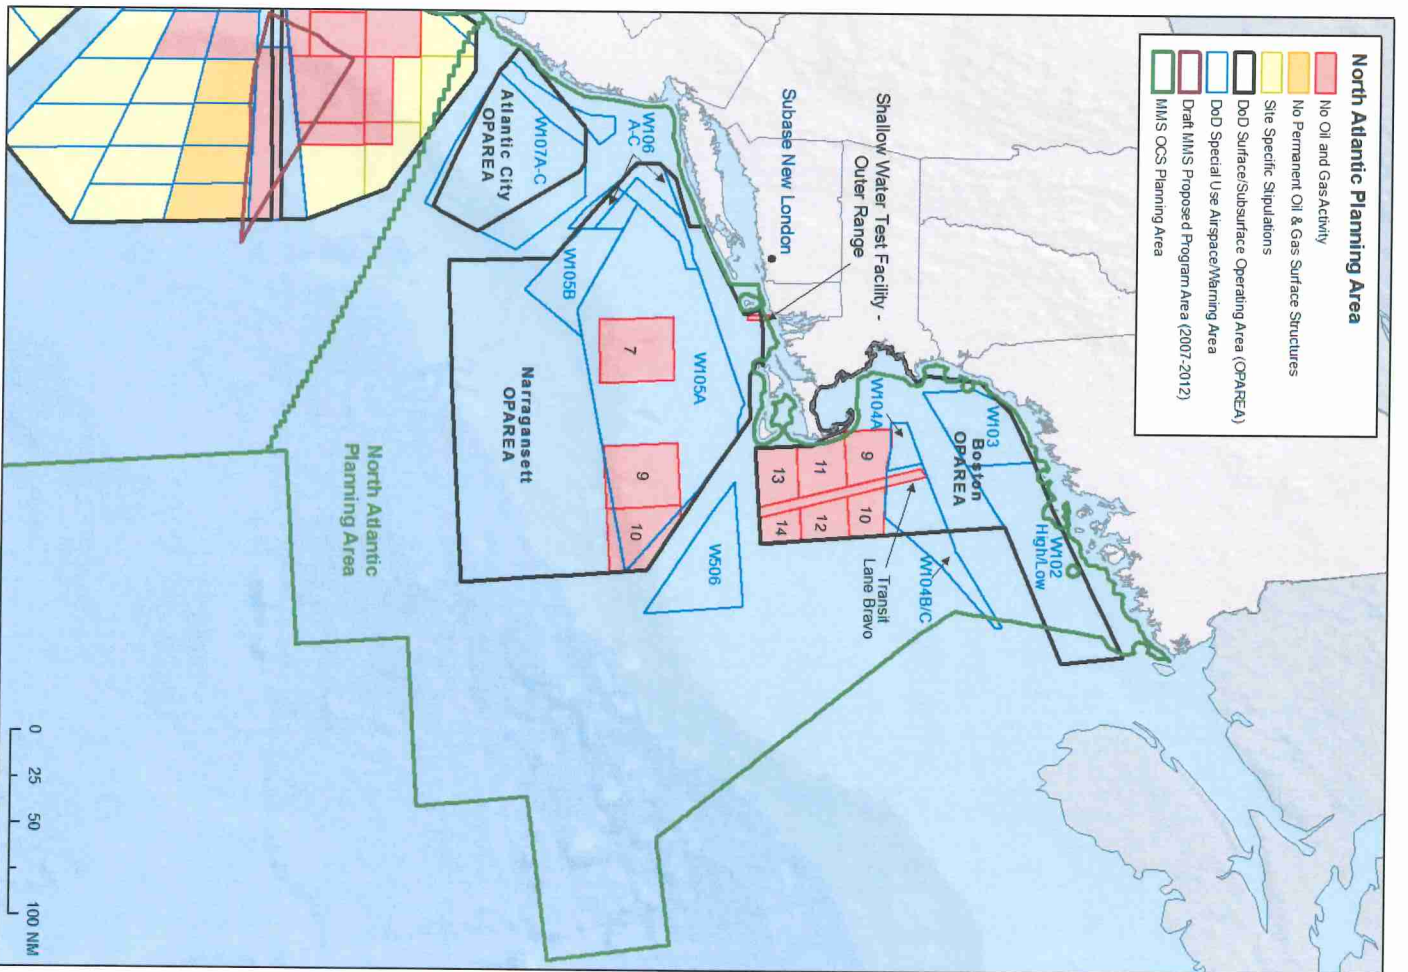 North Atlantic Planning Area
No Oil and Gas Activity
No Permanent Oil & Gas Surface Structures
Site Specific Stipulations
DoD Surface/Subsurface Operating Area (OPAREA)
DoD Special Use Airspace/Warning Area
Draft MMS Proposed Program Area (2007-2012)
MMS OCS Planning Area
Shallow Water Test Facility -
Outer Range
Subase New London
W103
Boston
OPAREA
W102
High/Low
W104A
W104B/C
Transit
Lane Bravo
9
10
11
12
13
14
W106
A-C
W107A-C
Atlantic City
OPAREA
W105B
W105A
7
9
10
W506
Narragansett
OPAREA
North Atlantic
Planning Area
0 25 50 100 NM